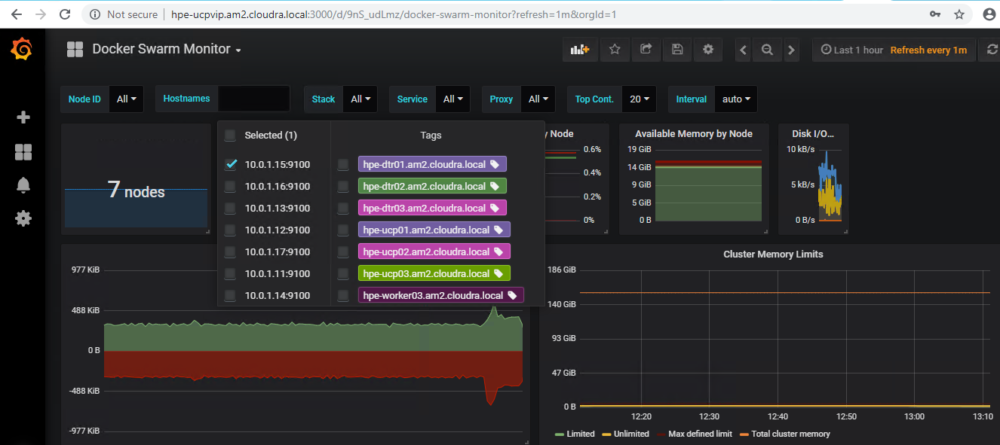 Not secure hpe-ucpvip.am2.cloudra.local:3000/d/9nS_udLmz/docker-swarm-monitor?refresh=1m&orgId=1
Docker Swarm Monitor
Last 1 hour Refresh every 1m
Node ID All Hostnames Stack All Service All Proxy All Top Cont. 20 Interval auto
7 nodes
Selected (1) Tags
10.0.1.15:9100 hpe-dtr01.am2.cloudra.local
10.0.1.16:9100 hpe-dtr02.am2.cloudra.local
10.0.1.13:9100 hpe-dtr03.am2.cloudra.local
10.0.1.12:9100 hpe-ucp01.am2.cloudra.local
10.0.1.17:9100 hpe-ucp02.am2.cloudra.local
10.0.1.11:9100 hpe-ucp03.am2.cloudra.local
10.0.1.14:9100 hpe-worker03.am2.cloudra.local
y Node
0.6%
0.4%
0.2%
0%
Available Memory by Node
19 GiB
14 GiB
9 GiB
5 GiB
0 B
Disk I/O...
10 kB/s
5 kB/s
0 B/s
977 KiB
488 KiB
0 B
-488 KiB
-977 KiB
Cluster Memory Limits
186 GiB
140 GiB
93 GiB
47 GiB
0 B
12:20 12:30 12:40 12:50 13:00 13:10
Limited Unlimited Max defined limit Total cluster memory